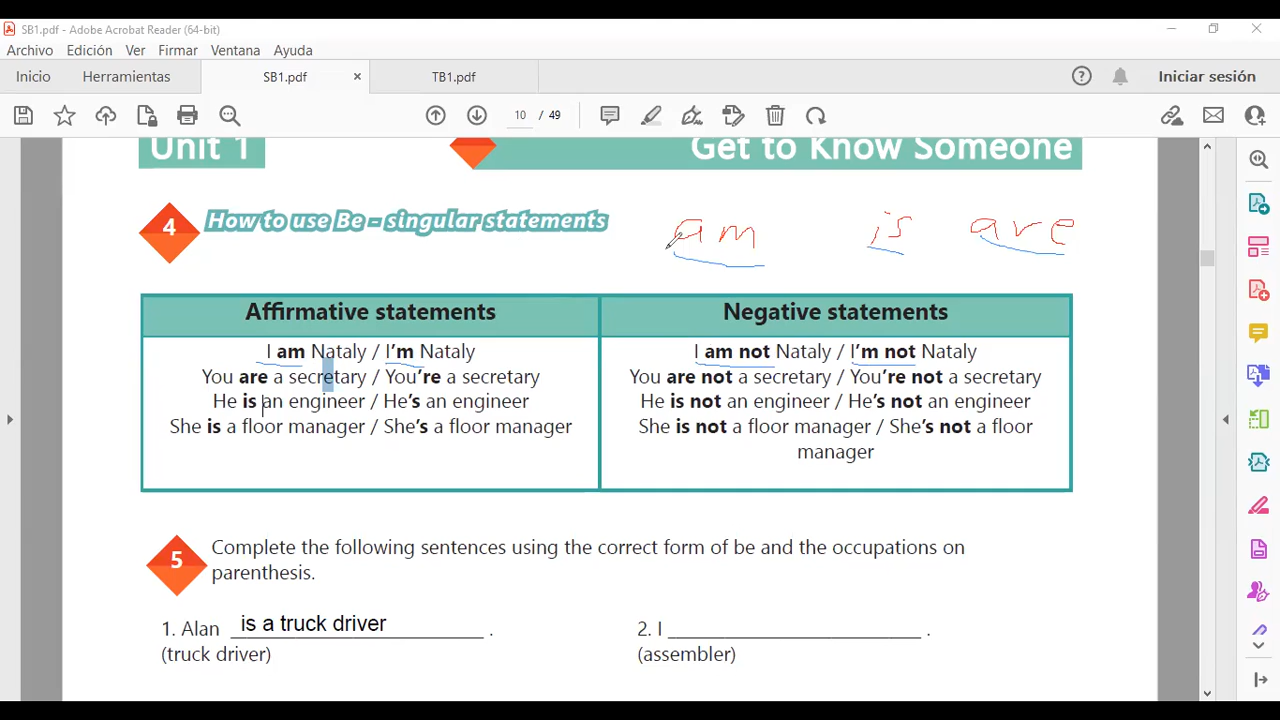 SB1.pdf - Adobe Acrobat Reader (64-bit)
Archivo Edición Ver Firmar Ventana Ayuda
Inicio Herramientas SB1.pdf × TB1.pdf Iniciar sesión
10 / 49
Unit 1 Get to Know Someone
4 How to use Be - singular statements am is are
Affirmative statements Negative statements
I am Nataly / I'm Nataly I am not Nataly / I'm not Nataly
You are a secretary / You're a secretary You are not a secretary / You're not a secretary
He is an engineer / He's an engineer He is not an engineer / He's not an engineer
She is a floor manager / She's a floor manager She is not a floor manager / She's not a floor
manager
5 Complete the following sentences using the correct form of be and the occupations on
parenthesis.
1. Alan is a truck driver . 2. I ____________________ .
(truck driver) (assembler)